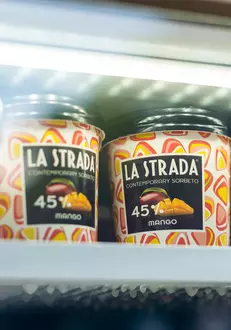 LA STRADA
CONTEMPORARY SORBETO
45%
MANGO
LA STRADA
CONTEMPORARY SORBETO
45%
MANGO